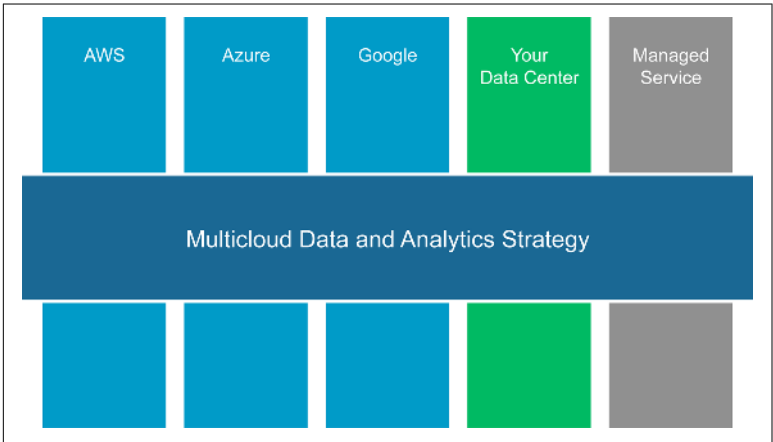 AWS
Azure
Google
Your
Data Center
Managed
Service
Multicloud Data and Analytics Strategy